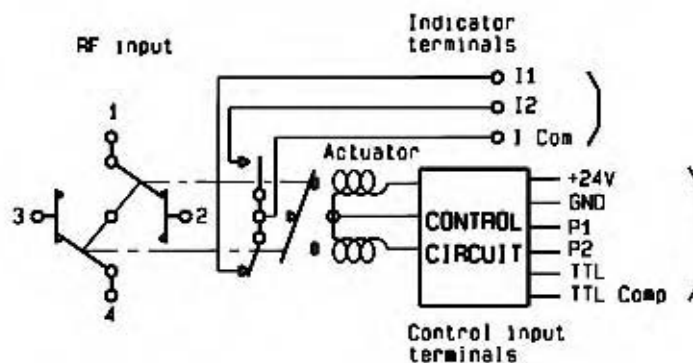 RF input
Indicator
terminals
I1
I2
I Com
1
Actuator
3
2
4
CONTROL
CIRCUIT
+24V
GND
P1
P2
TTL
TTL Comp
Control input
terminals